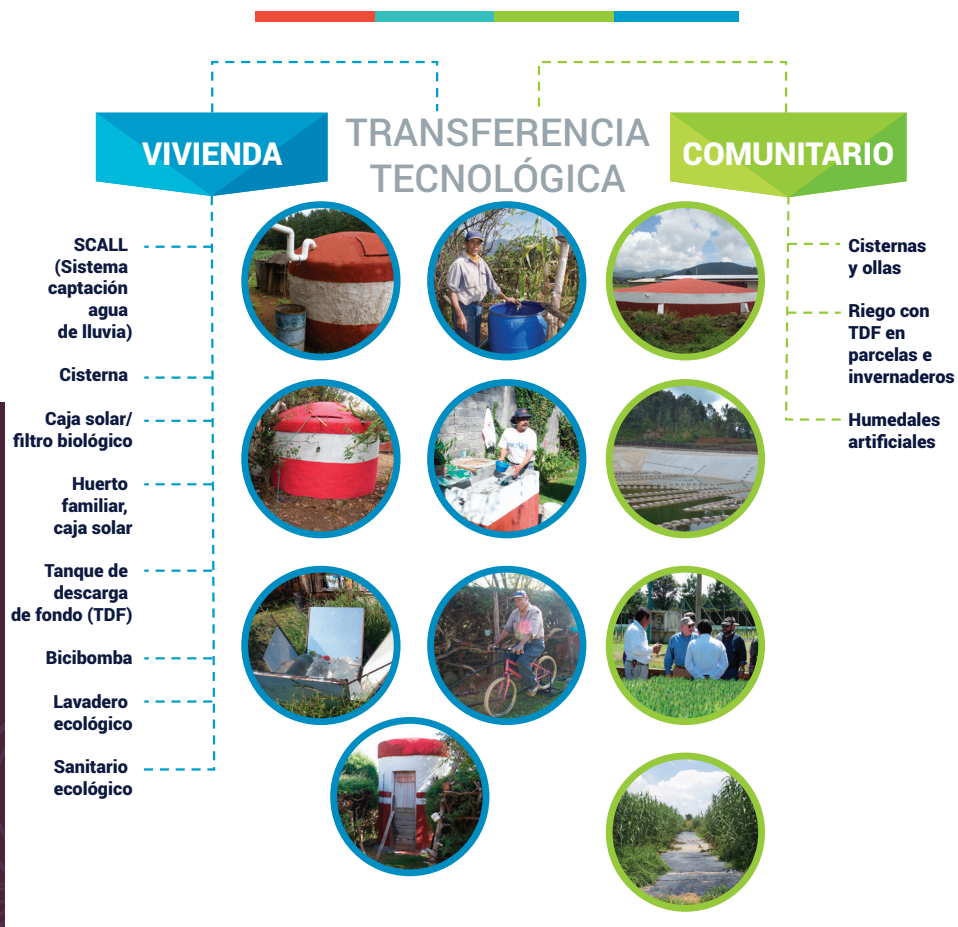 TRANSFERENCIA
TECNOLÓGICA
VIVIENDA
SCALL
(Sistema
captación
agua
de lluvia)
Cisterna
Caja solar/
filtro biológico
Huerto
familiar,
caja solar
Tanque de
descarga
de fondo (TDF)
Bicibomba
Lavadero
ecológico
Sanitario
ecológico
COMUNITARIO
Cisternas
y ollas
Riego con
TDF en
parcelas e
invernaderos
Humedales
artificiales